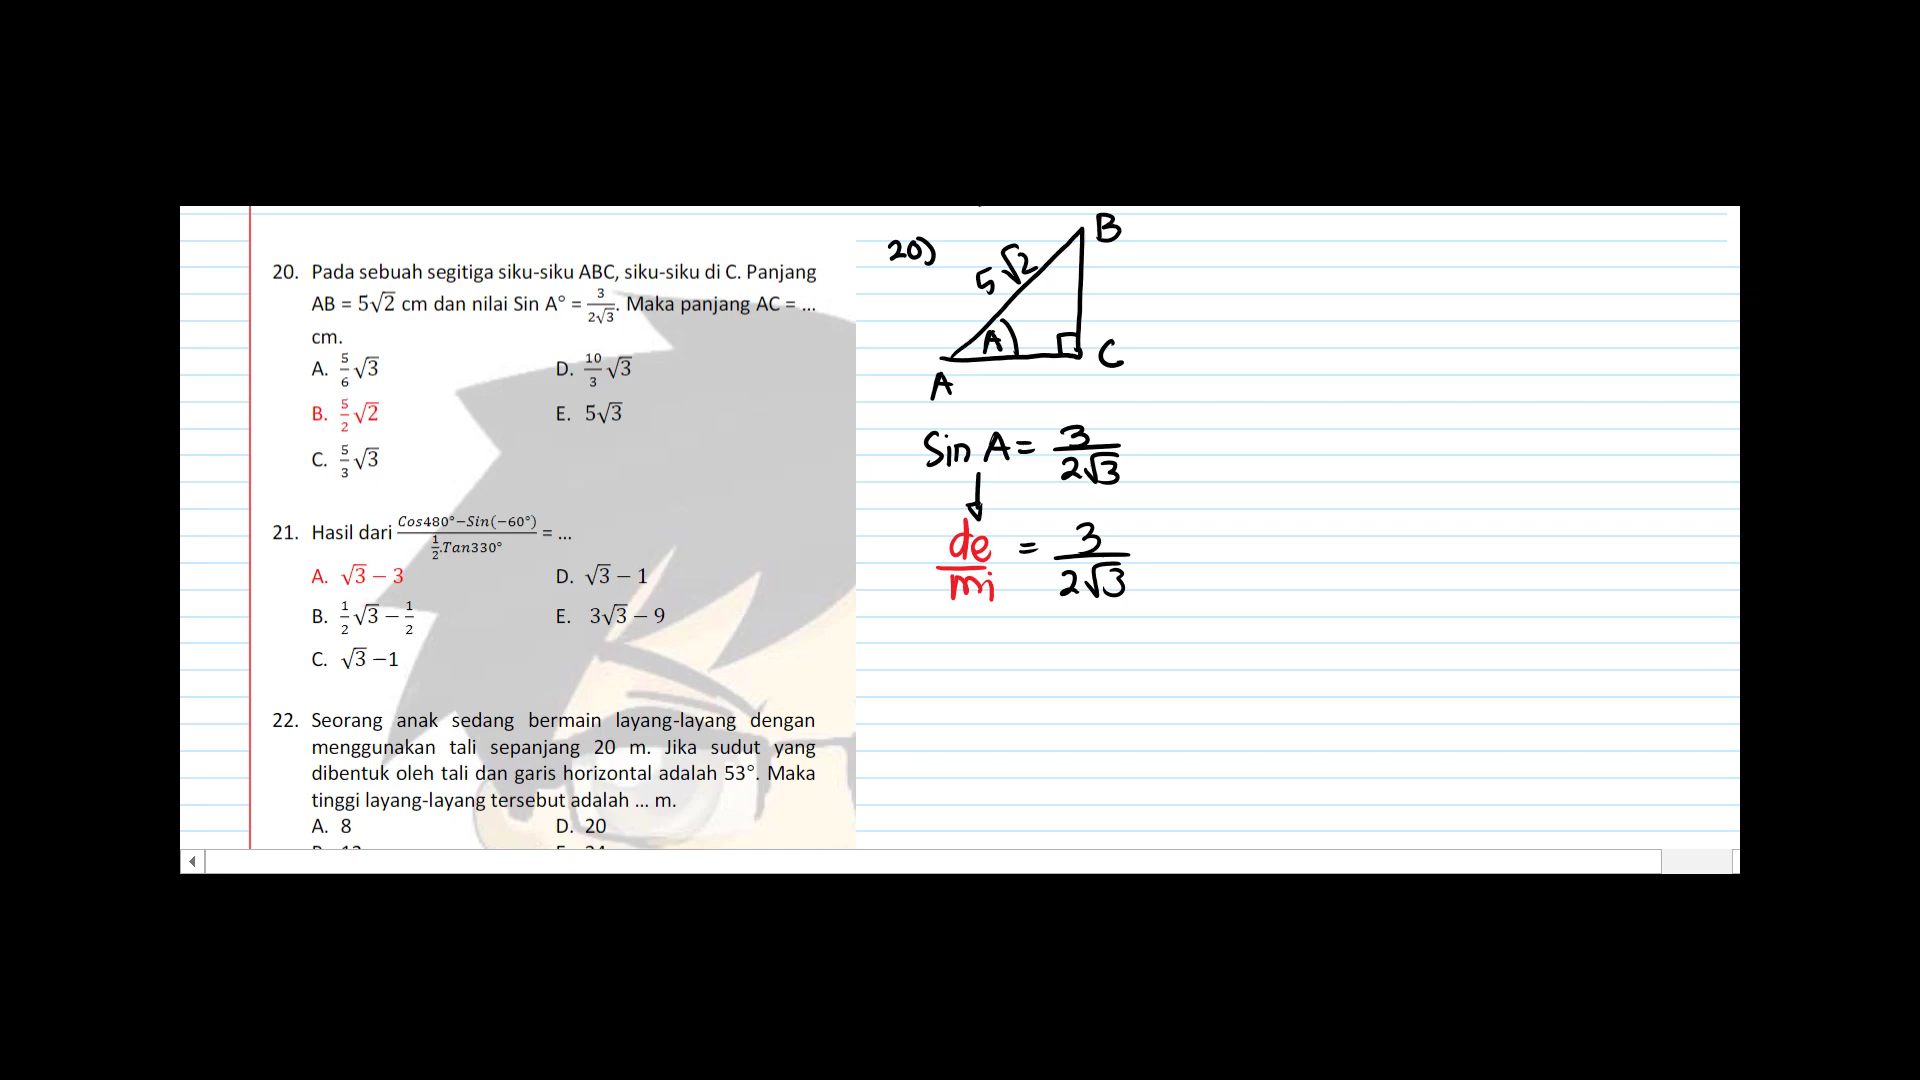 20. Pada sebuah segitiga siku-siku ABC, siku-siku di C. Panjang
AB = 5√2 cm dan nilai Sin A° = 3/(2√3). Maka panjang AC = ...
cm.
A. 5/6 √3
D. 10/3 √3
B. 5/2 √2
E. 5√3
C. 5/3 √3
21. Hasil dari (Cos480°−Sin(−60°))/(1/2.Tan330°) = ...
A. √3 − 3
D. √3 − 1
B. 1/2 √3 − 1/2
E. 3√3 − 9
C. √3 −1
22. Seorang anak sedang bermain layang-layang dengan
menggunakan tali sepanjang 20 m. Jika sudut yang
dibentuk oleh tali dan garis horizontal adalah 53°. Maka
tinggi layang-layang tersebut adalah ... m.
A. 8
D. 20
20)
B
5√2
A
C
A
Sin A = 3/(2√3)
de/mi = 3/(2√3)